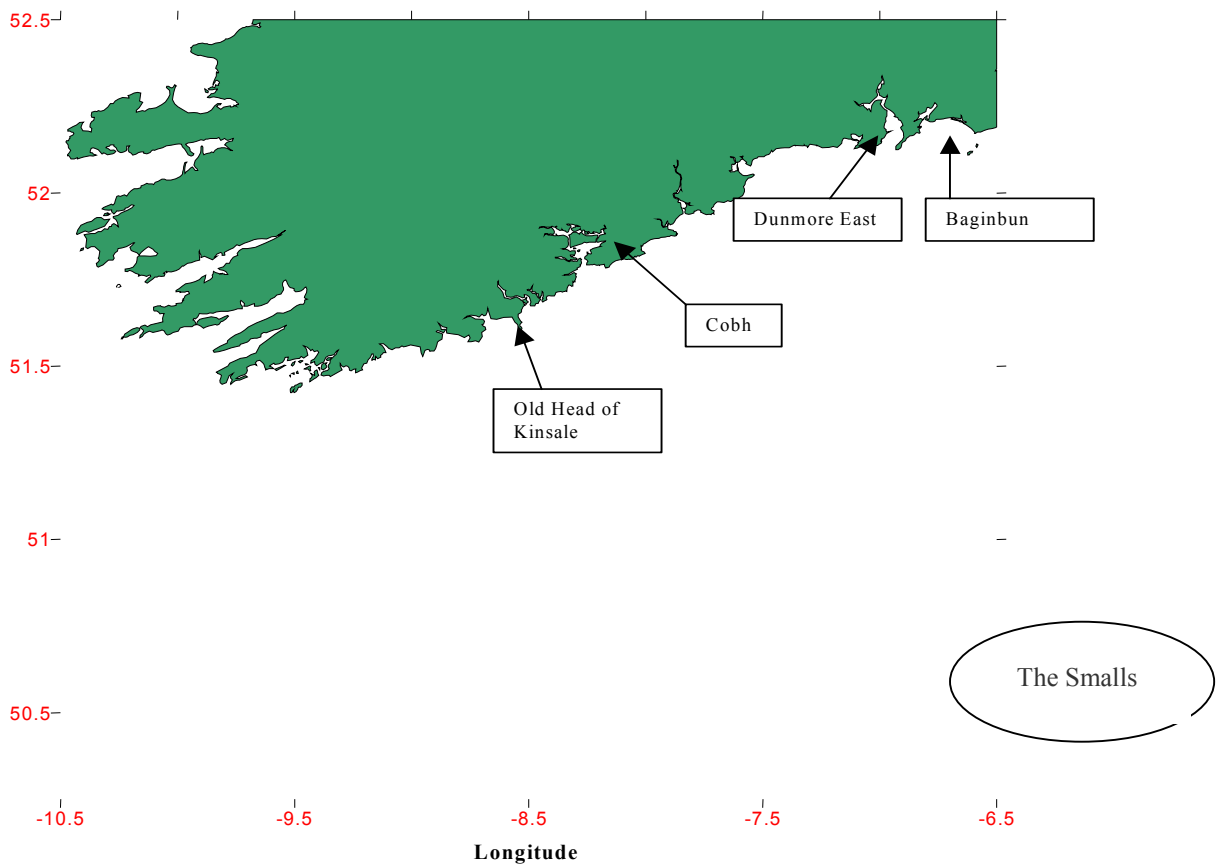 52.5
52
Dunmore East
Baginbun
Cobh
51.5
Old Head of
Kinsale
51
The Smalls
50.5
-10.5
-9.5
-8.5
-7.5
-6.5
Longitude